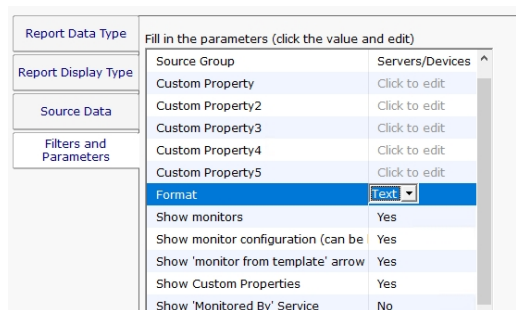 Report Data Type
Report Display Type
Source Data
Filters and
Parameters
Fill in the parameters (click the value and edit)
Source Group Servers/Devices
Custom Property Click to edit
Custom Property2 Click to edit
Custom Property3 Click to edit
Custom Property4 Click to edit
Custom Property5 Click to edit
Format Text
Show monitors Yes
Show monitor configuration (can be Yes
Show 'monitor from template' arrow Yes
Show Custom Properties Yes
Show 'Monitored By' Service No